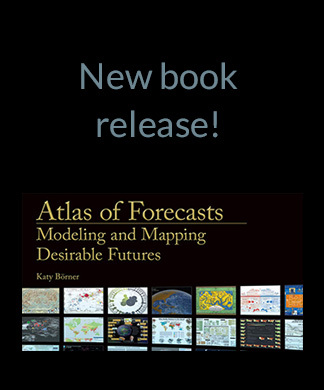 New book
release!
Atlas of Forecasts
Modeling and Mapping
Desirable Futures
Katy Börner